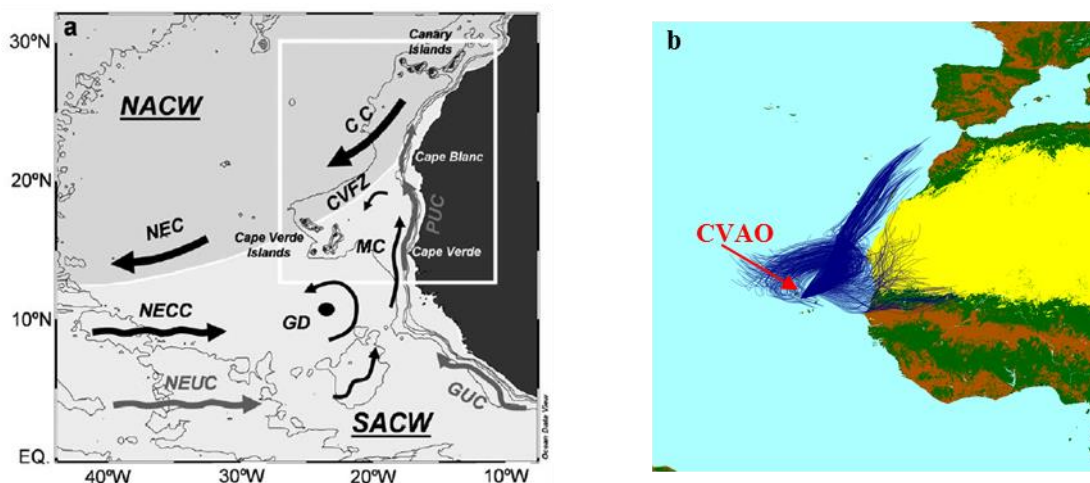 a
30°N
20°N
10°N
EQ.
40°W
30°W
20°W
10°W
Canary
Islands
NACW
C C
Cape Blanc
CVFZ
PUC
NEC
Cape Verde
Islands
MC
Cape Verde
NECC
GD
NEUC
GUC
SACW
Ocean Data View
b
CVAO